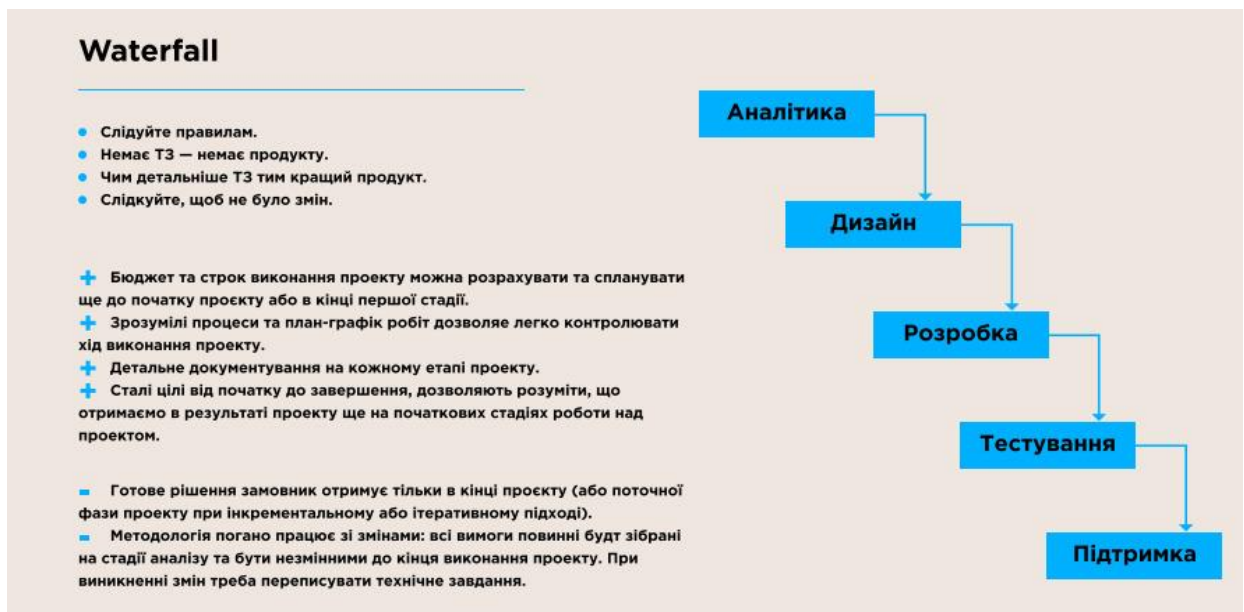 Waterfall
Слідуйте правилам.
Немає ТЗ — немає продукту.
Чим детальніше ТЗ тим кращий продукт.
Слідкуйте, щоб не було змін.
Бюджет та строк виконання проекту можна розрахувати та спланувати
ще до початку проєкту або в кінці першої стадії.
Зрозумілі процеси та план-графік робіт дозволяе легко контролювати
хід виконання проекту.
Детальне документування на кожному етапі проекту.
Сталі цілі від початку до завершення, дозволяють розуміти, що
отримаємо в результаті проекту ще на початкових стадіях роботи над
проектом.
Готове рішення замовник отримує тільки в кінці проєкту (або поточної
фази проекту при інкрементальному або ітеративному підході).
Методологія погано працює зі змінами: всі вимоги повинні будт зібрані
на стадії аналізу та бути незмінними до кінця виконання проекту. При
виникненні змін треба переписувати технічне завдання.
Аналітика
Дизайн
Розробка
Тестування
Підтримка